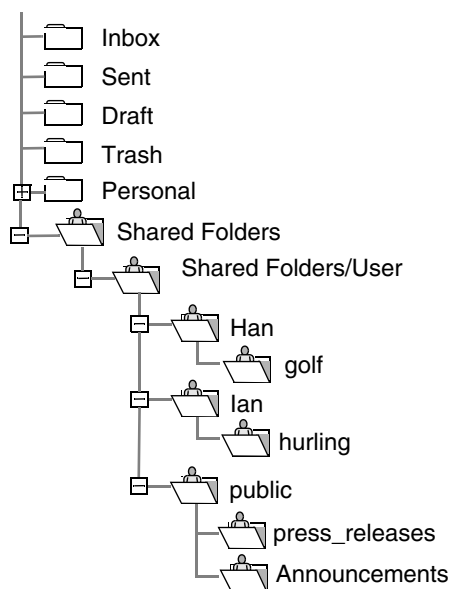 Inbox
Sent
Draft
Trash
Personal
Shared Folders
Shared Folders/User
Han
golf
Ian
hurling
public
press_releases
Announcements